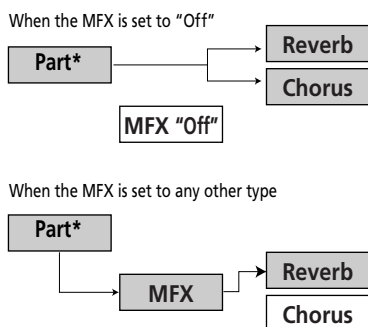 When the MFX is set to “Off”
Part*
Reverb
Chorus
MFX “Off”
When the MFX is set to any other type
Part*
MFX
Reverb
Chorus